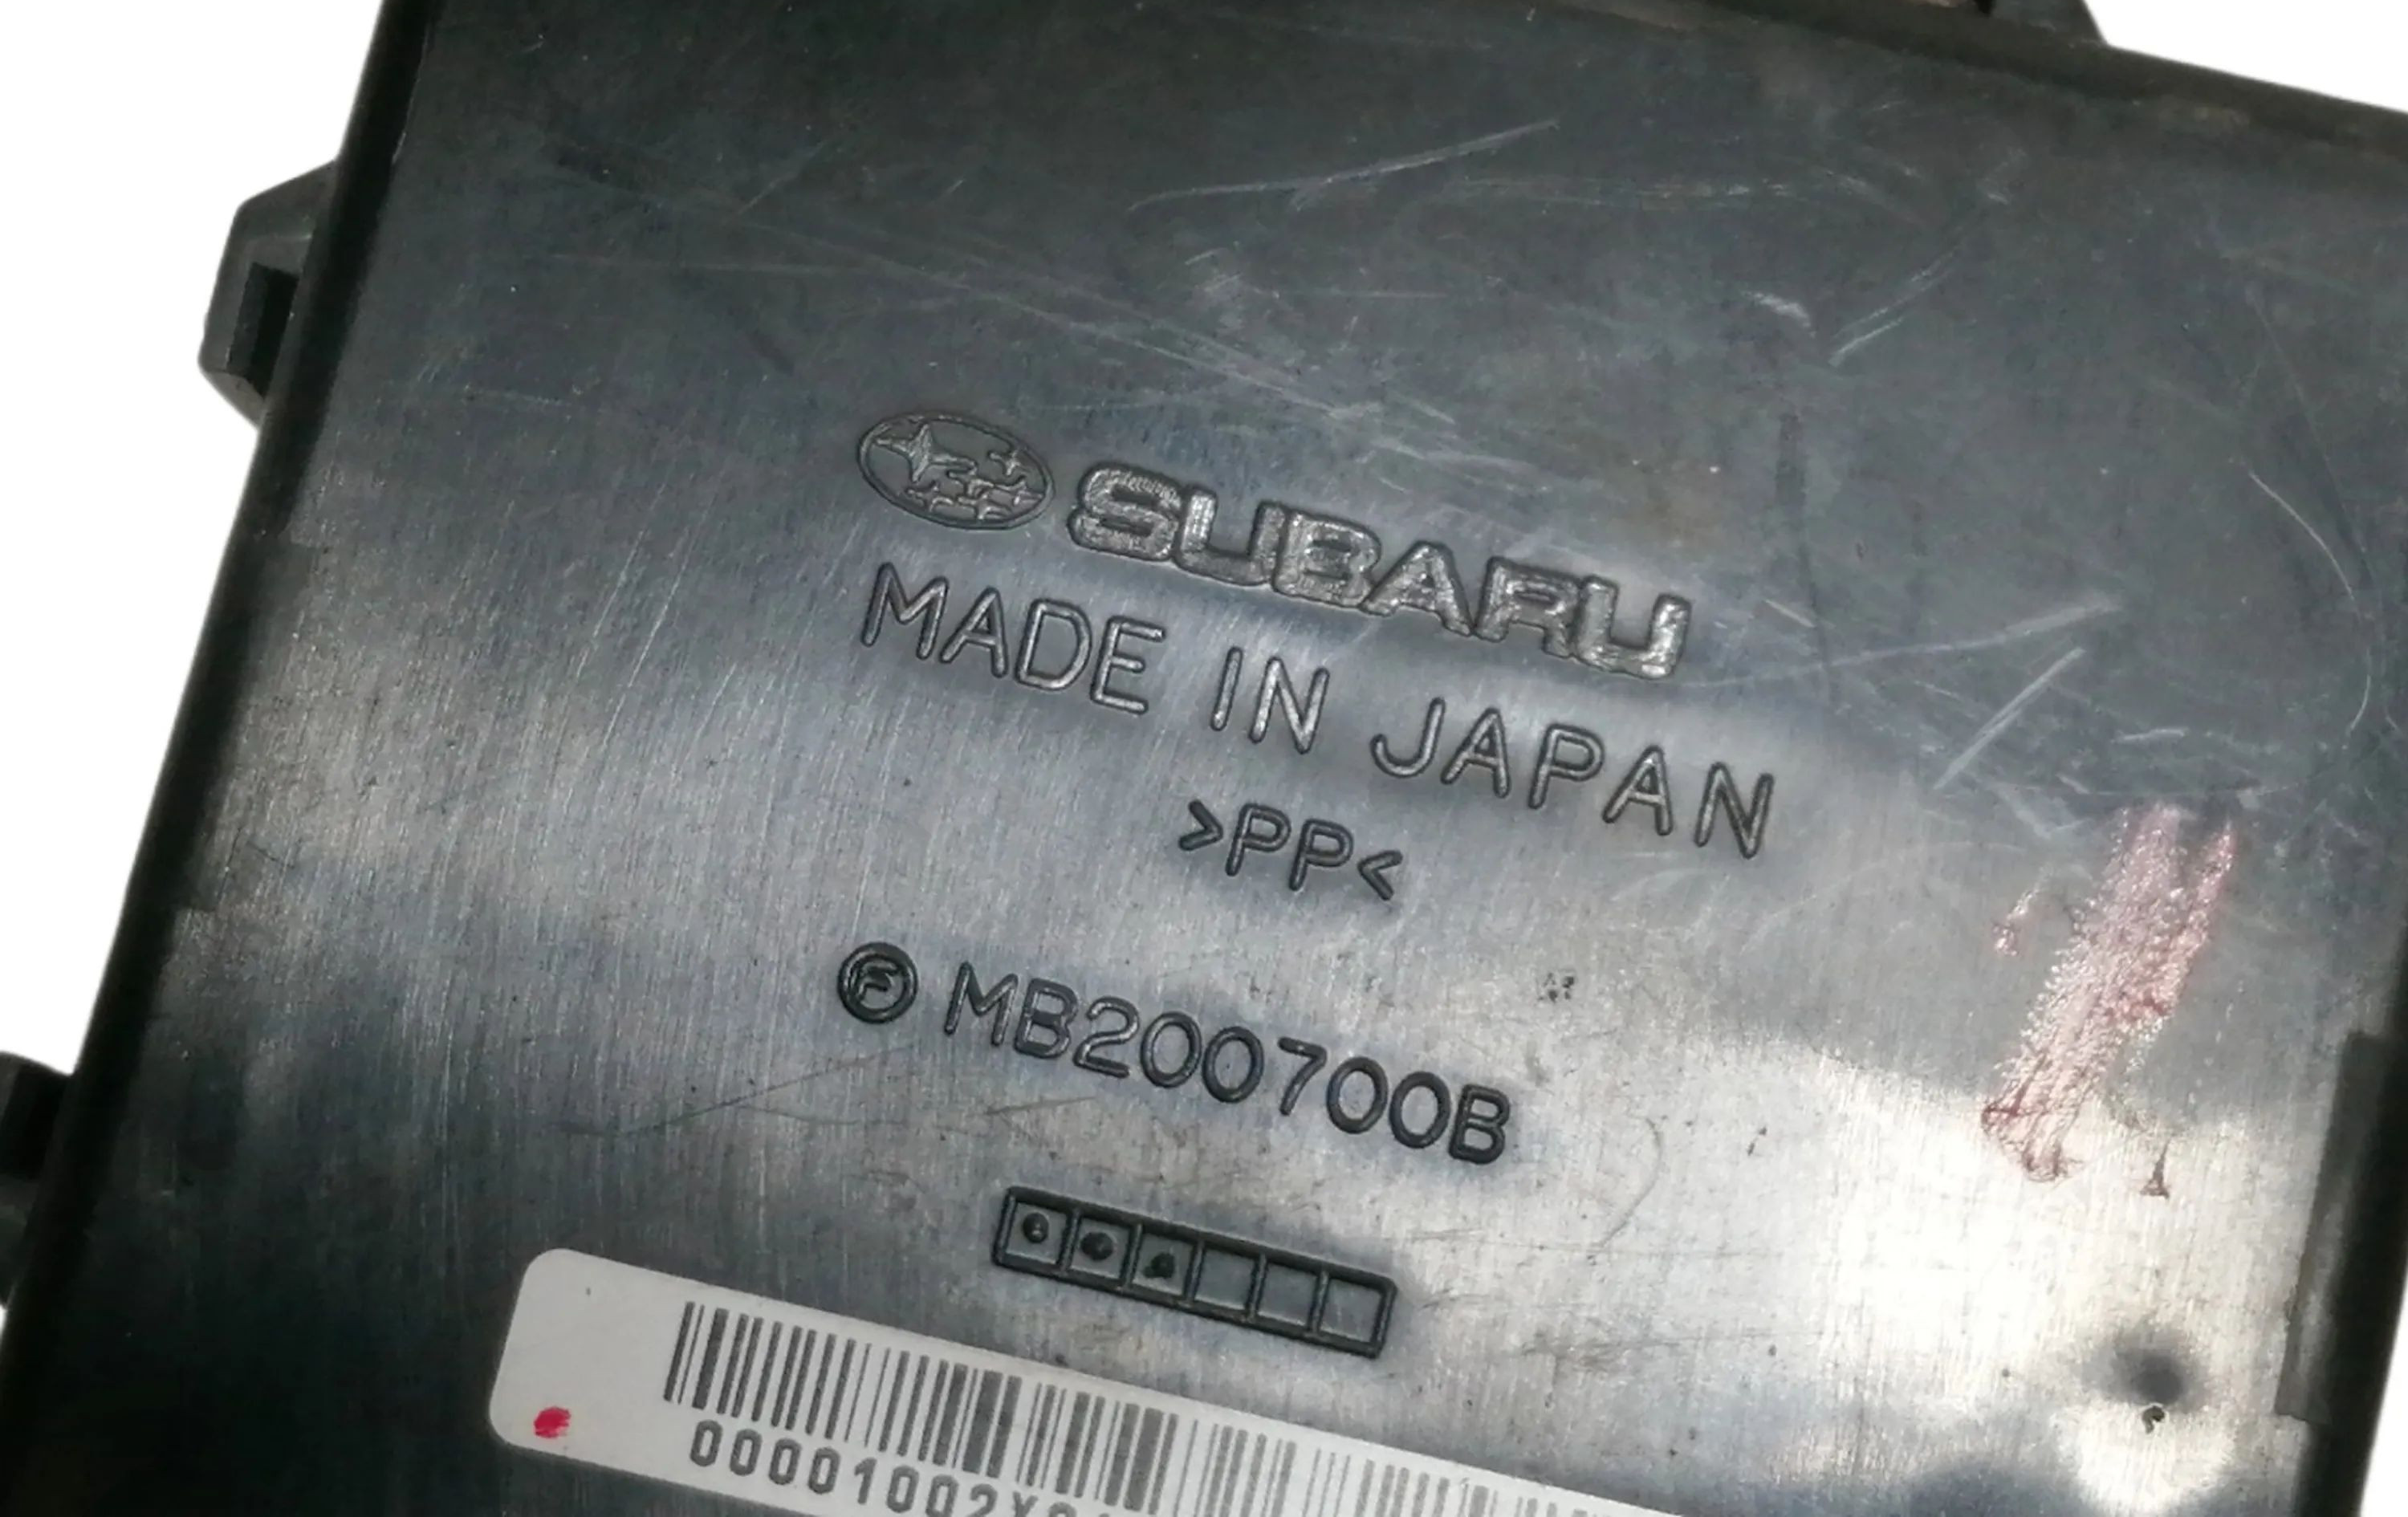 SUBARU
MADE IN JAPAN
>PP<
Ⓕ MB200700B